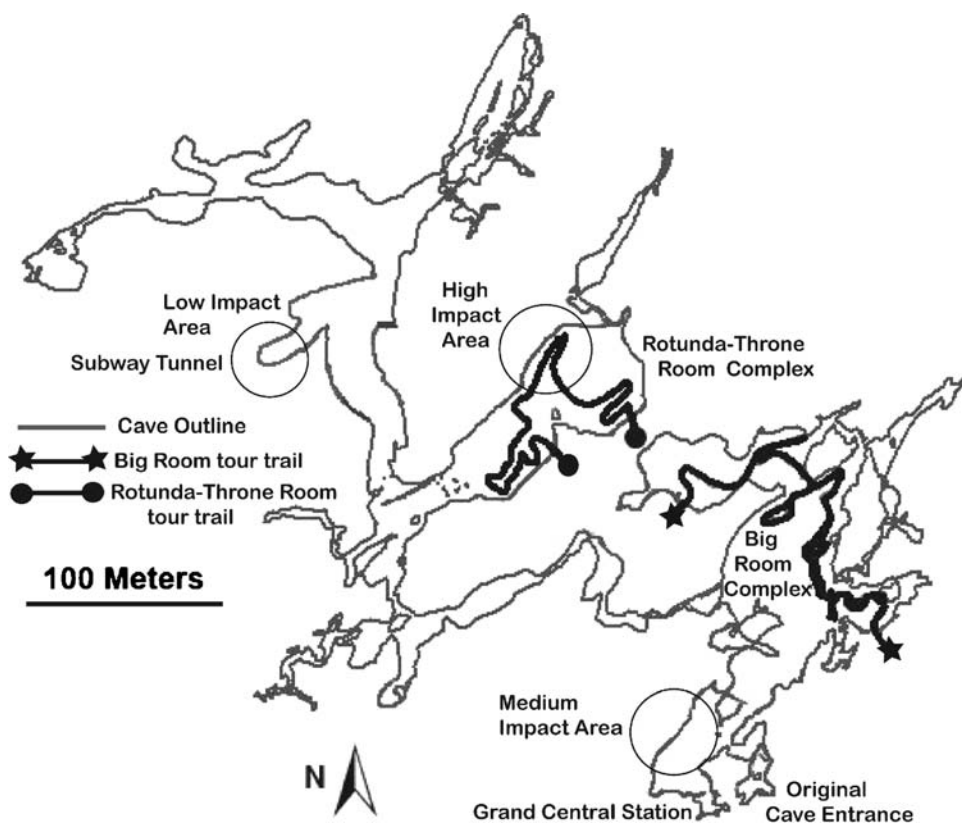 Low Impact
Area
Subway Tunnel
High
Impact
Area
Rotunda-Throne
Room Complex
Cave Outline
Big Room tour trail
Rotunda-Throne Room
tour trail
100 Meters
Big
Room
Complex
Medium
Impact Area
N
Grand Central Station
Original
Cave Entrance